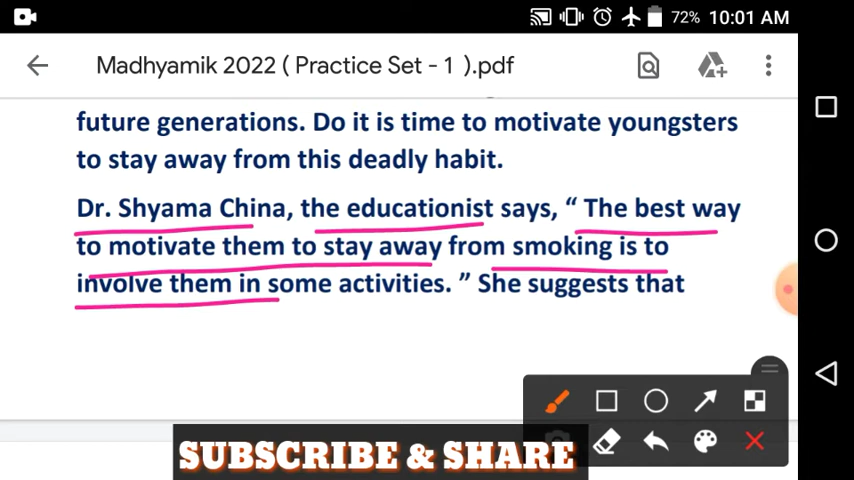 72% 10:01 AM
Madhyamik 2022 ( Practice Set - 1 ).pdf
future generations. Do it is time to motivate youngsters
to stay away from this deadly habit.
Dr. Shyama China, the educationist says, “ The best way
to motivate them to stay away from smoking is to
involve them in some activities. ” She suggests that
SUBSCRIBE & SHARE